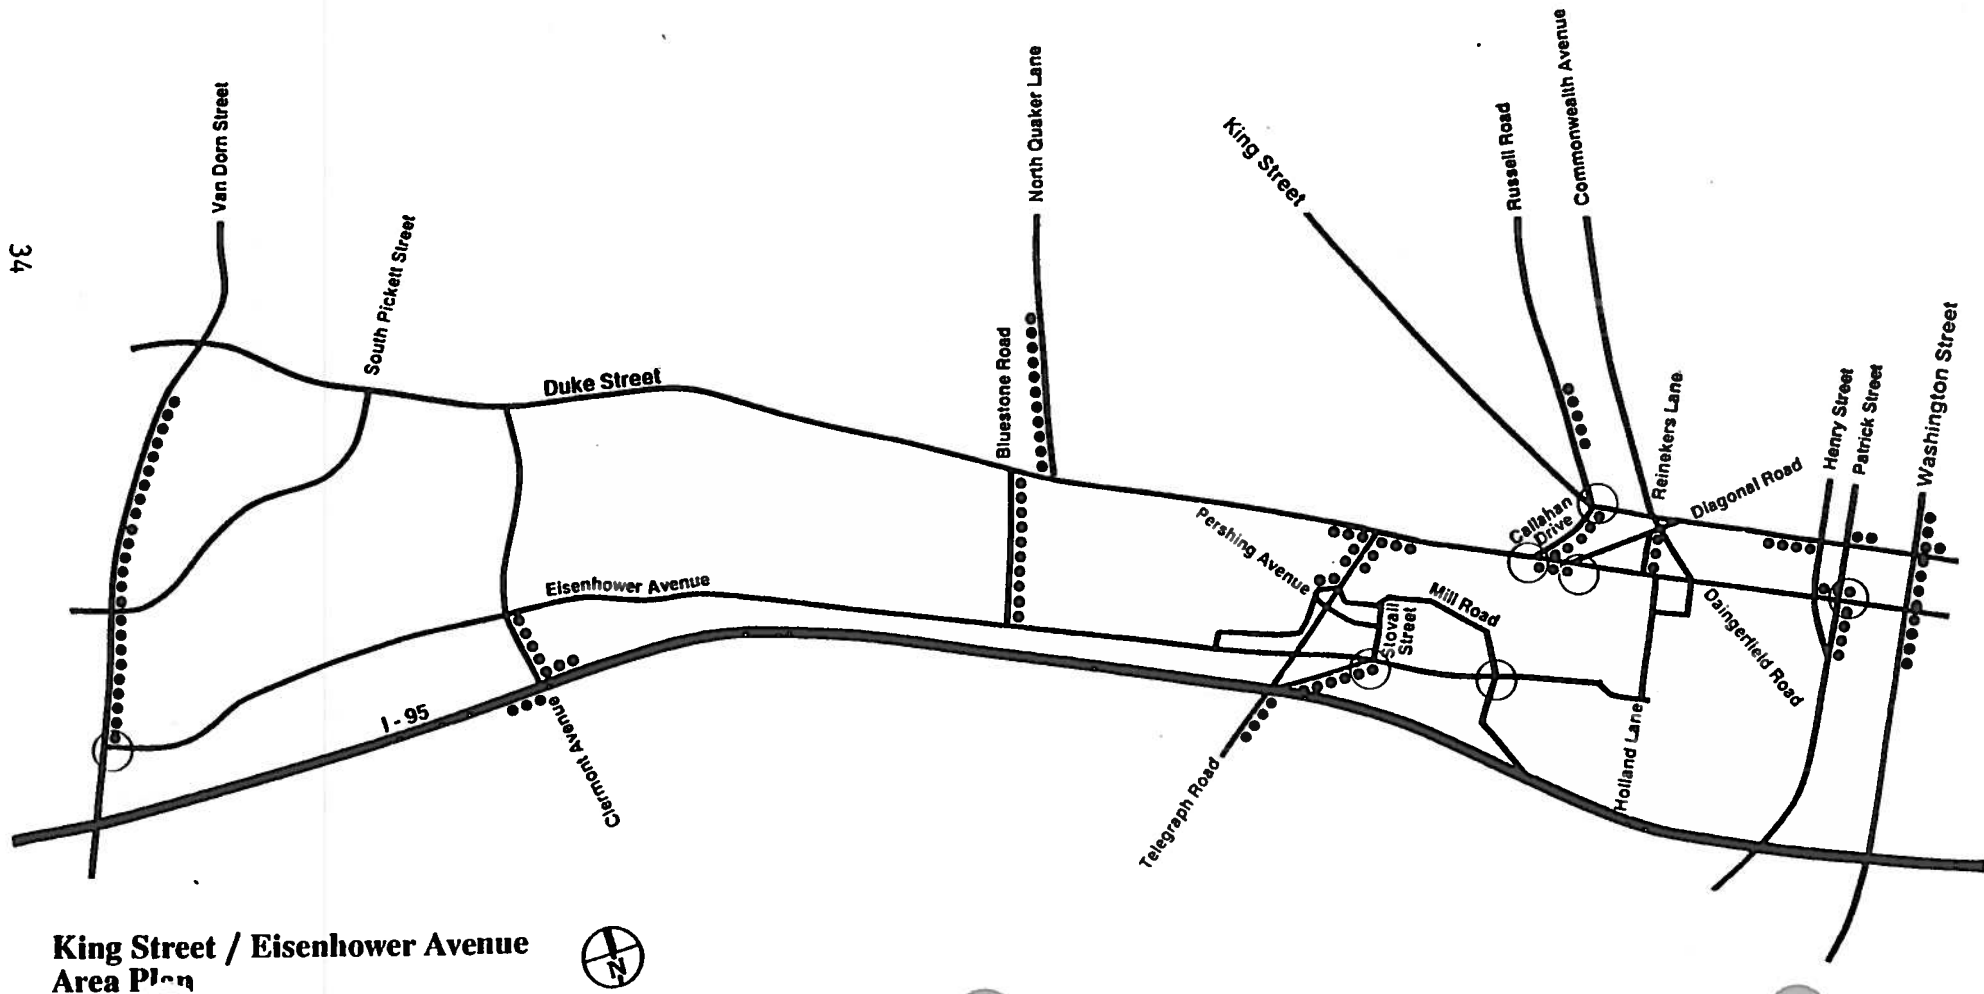 Van Dorn Street
South Pickett Street
34
Duke Street
North Quaker Lane
Bluestone Road
King Street
Russell Road
Commonwealth Avenue
Reinekers Lane
Diagonal Road
Henry Street
Patrick Street
Washington Street
Callahan
Drive
Pershing Avenue
Mill Road
Stovall
Street
Daingerfield Road
Eisenhower Avenue
I - 95
Clermont Avenue
Telegraph Road
Holland Lane
King Street / Eisenhower Avenue
Area Plan
N